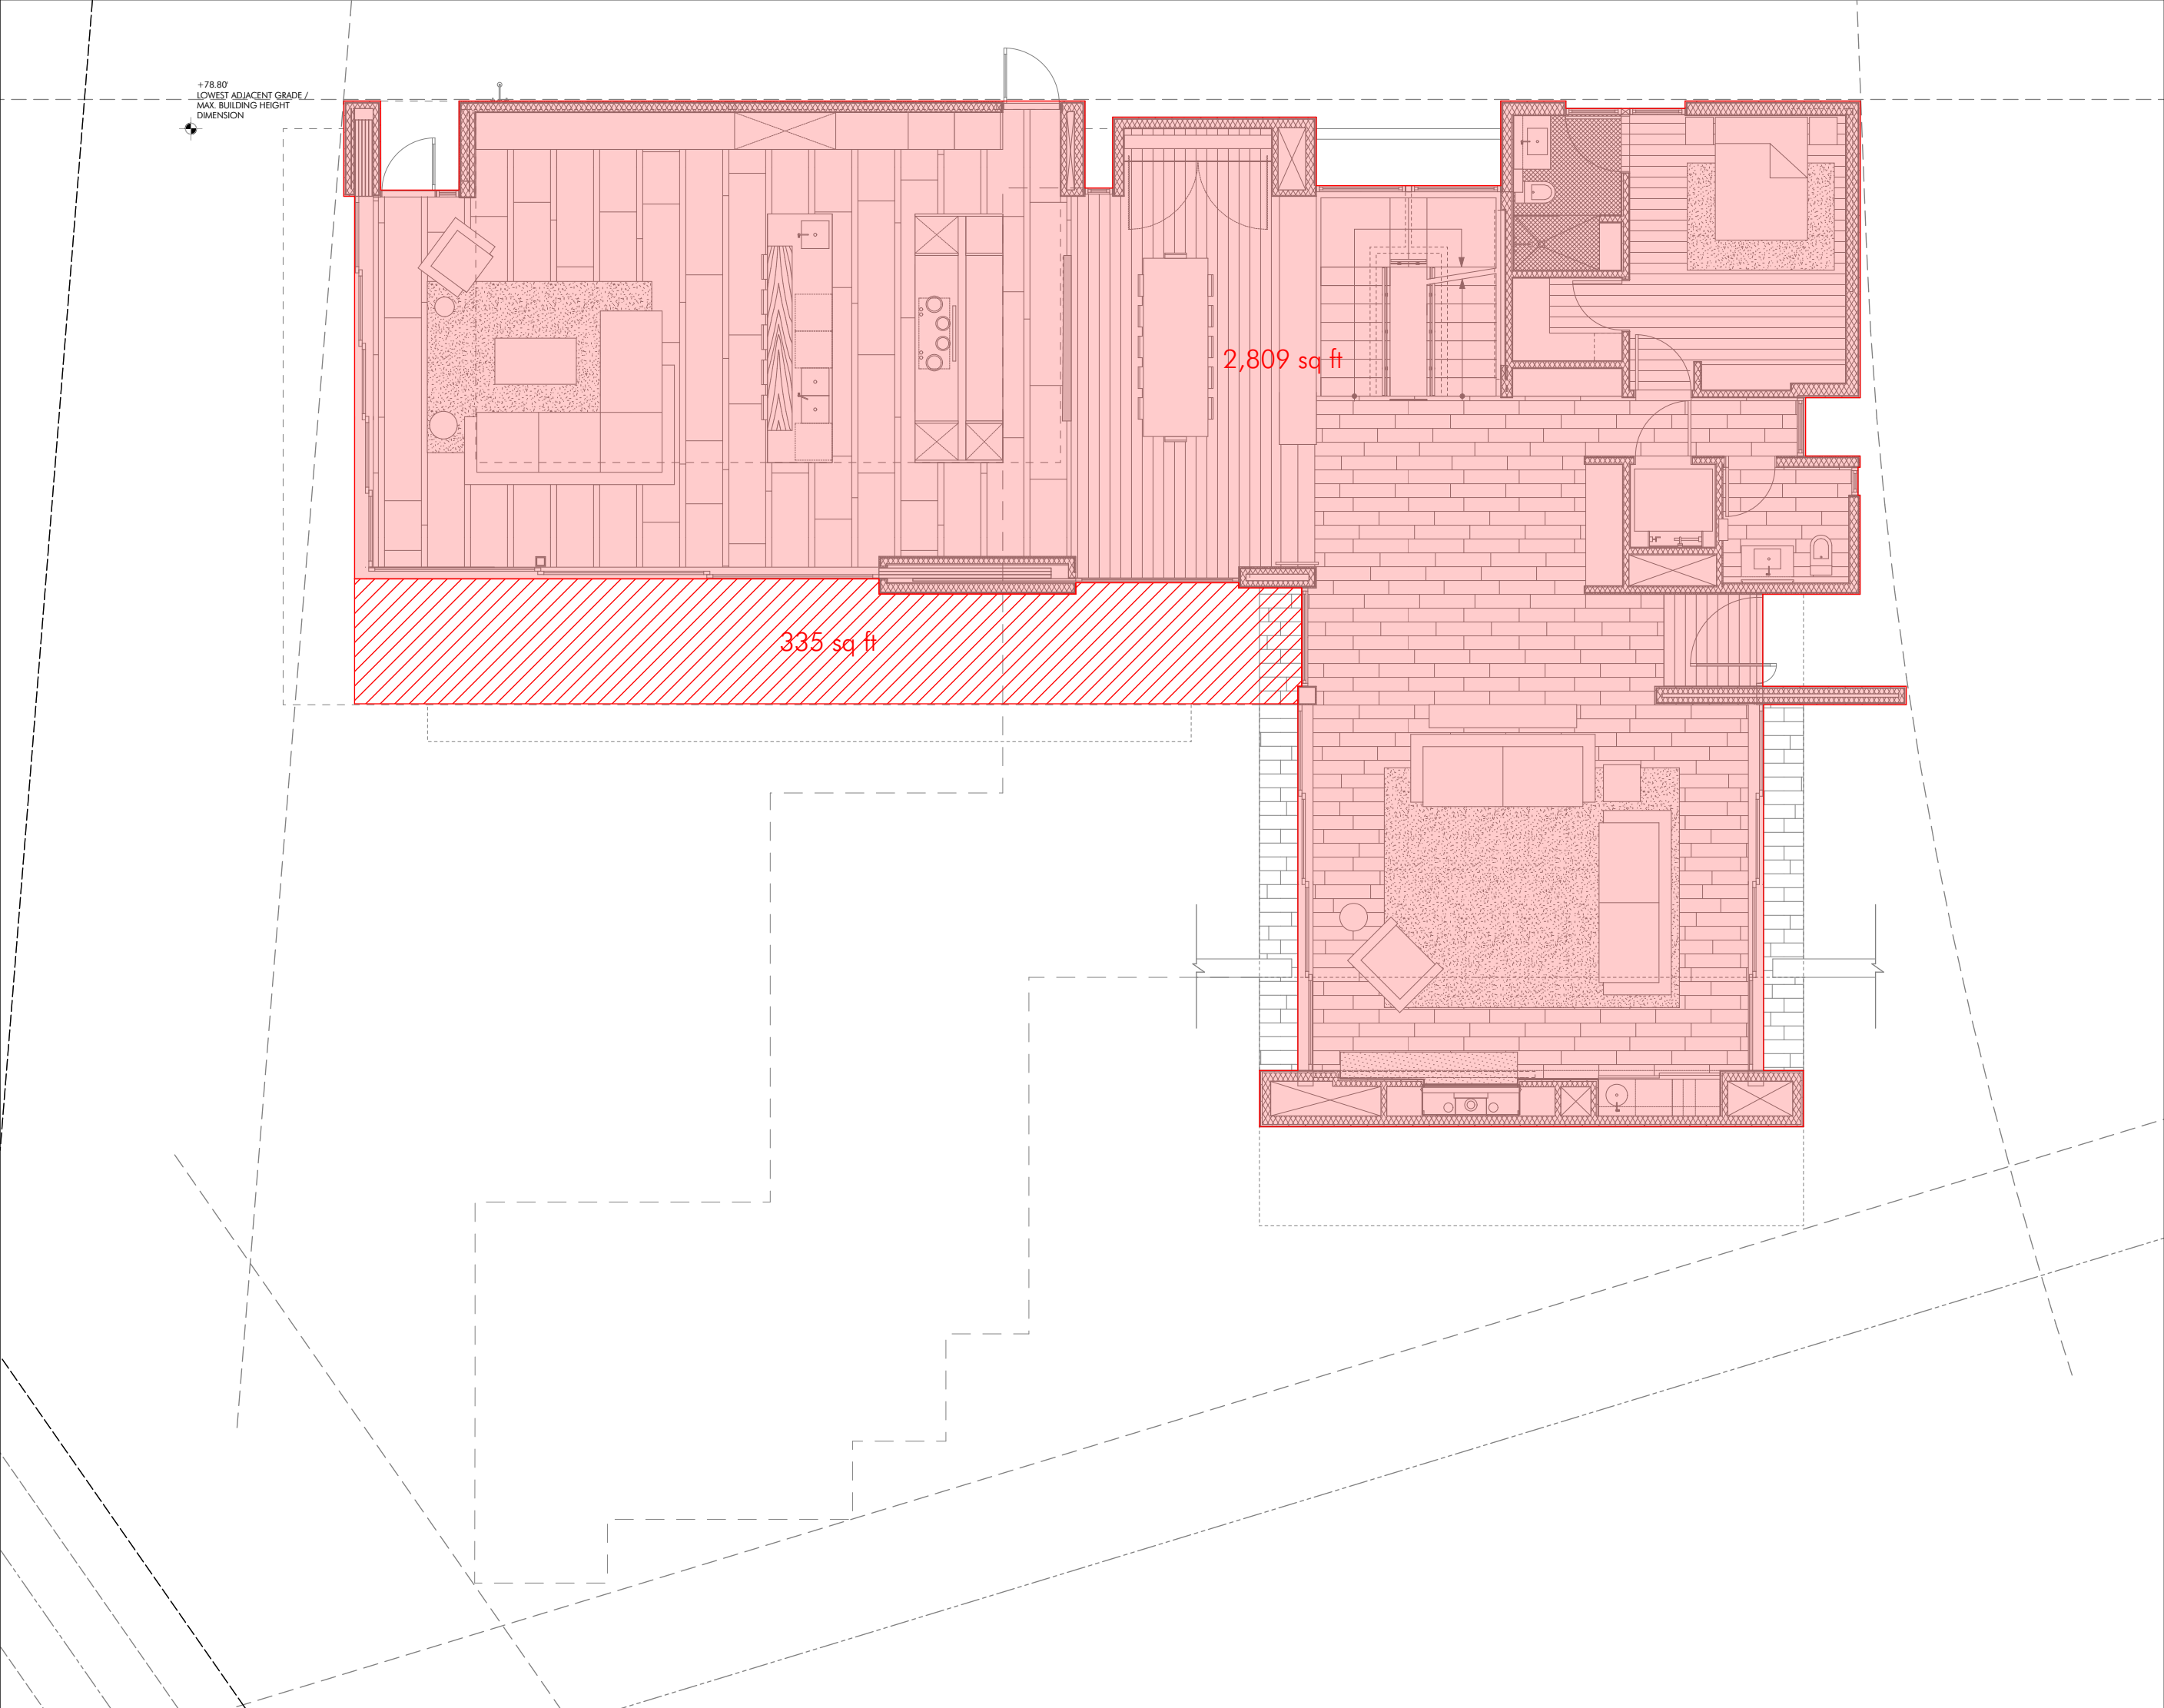 +78.80'
LOWEST ADJACENT GRADE /
MAX. BUILDING HEIGHT
DIMENSION
2,809 sq ft
335 sq ft